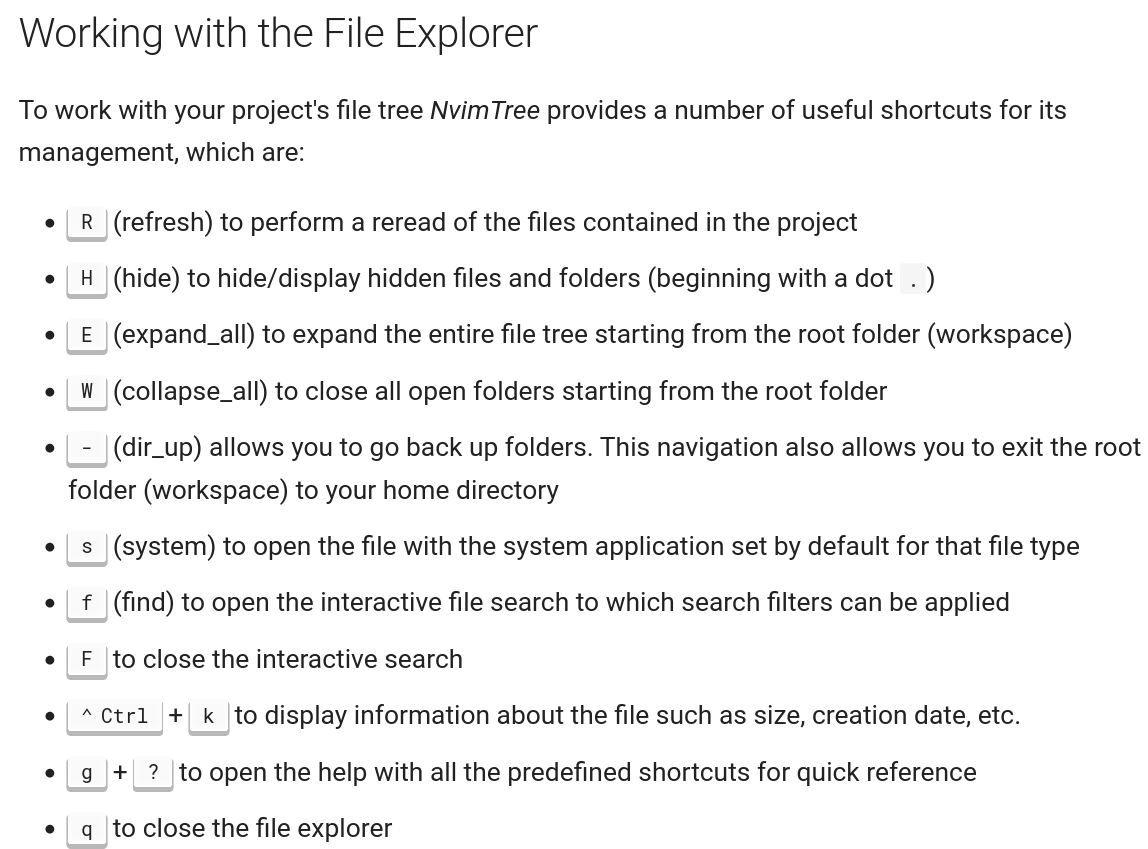 Working with the File Explorer
To work with your project's file tree NvimTree provides a number of useful shortcuts for its
management, which are:
• R (refresh) to perform a reread of the files contained in the project
• H (hide) to hide/display hidden files and folders (beginning with a dot . )
• E (expand_all) to expand the entire file tree starting from the root folder (workspace)
• W (collapse_all) to close all open folders starting from the root folder
• - (dir_up) allows you to go back up folders. This navigation also allows you to exit the root
folder (workspace) to your home directory
• s (system) to open the file with the system application set by default for that file type
• f (find) to open the interactive file search to which search filters can be applied
• F to close the interactive search
• ^ Ctrl + k to display information about the file such as size, creation date, etc.
• g + ? to open the help with all the predefined shortcuts for quick reference
• q to close the file explorer